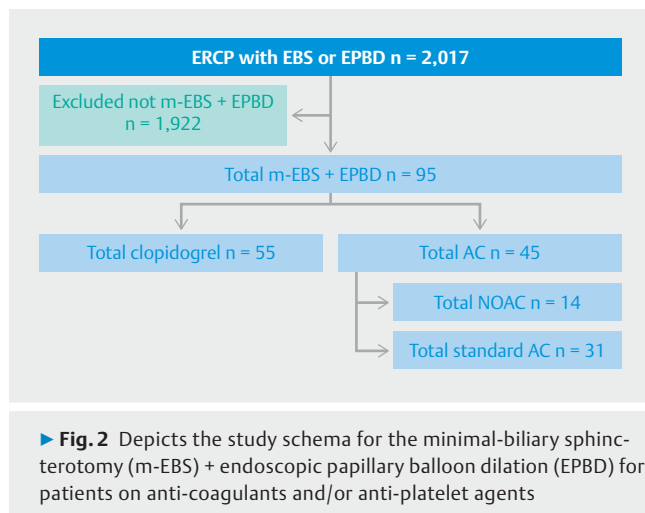 ERCP with EBS or EPBD n = 2,017
Excluded not m-EBS + EPBD
n = 1,922
Total m-EBS + EPBD n = 95
Total clopidogrel n = 55
Total AC n = 45
Total NOAC n = 14
Total standard AC n = 31
▶ Fig. 2 Depicts the study schema for the minimal-biliary sphinc-
terotomy (m-EBS) + endoscopic papillary balloon dilation (EPBD) for
patients on anti-coagulants and/or anti-platelet agents